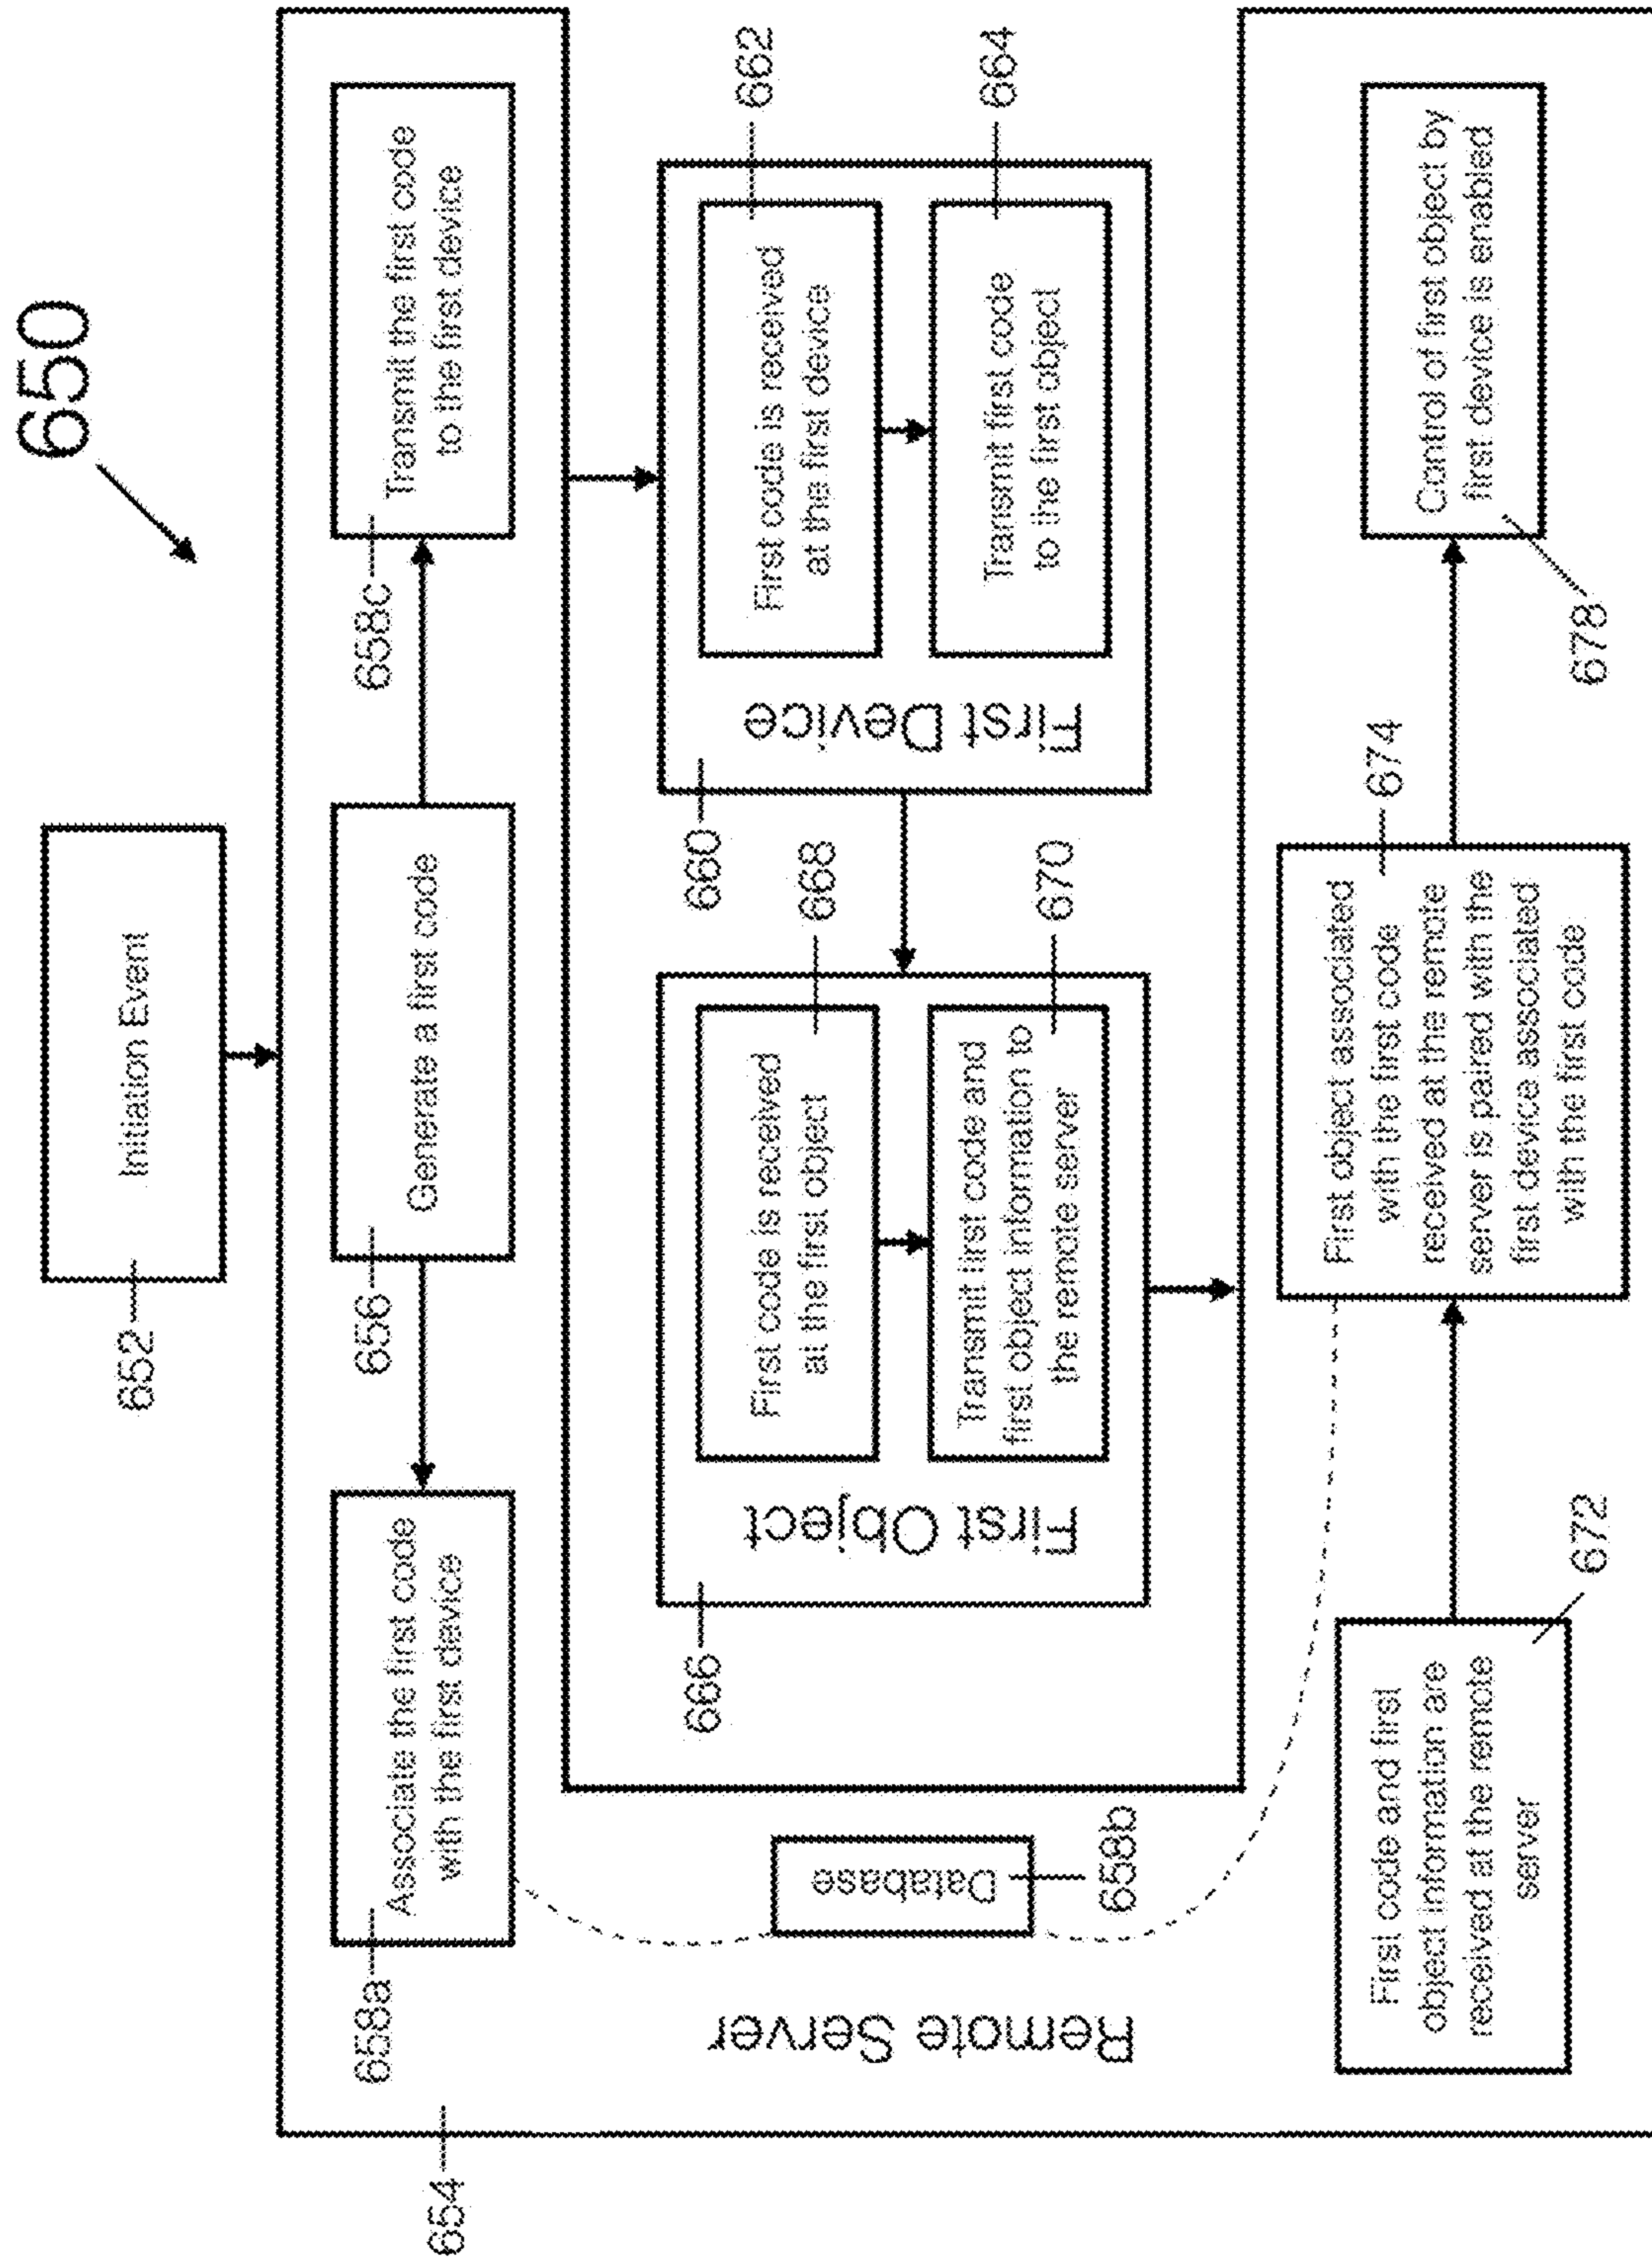 650
652
Initiation Event
654
Remote Server
658a
Associate the first code
with the first device
656
Generate a first code
658c
Transmit the first code
to the first device
Database
658b
660
First Device
662
First code is received
at the first device
664
Transmit first code
to the first object
666
First Object
668
First code is received
at the first object
670
Transmit first code and
first object information to
the remote server
672
First code and first
object information are
received at the remote
server
674
First object associated
with the first code
received at the remote
server is paired with the
first device associated
with the first code
678
Control of first object by
first device is enabled